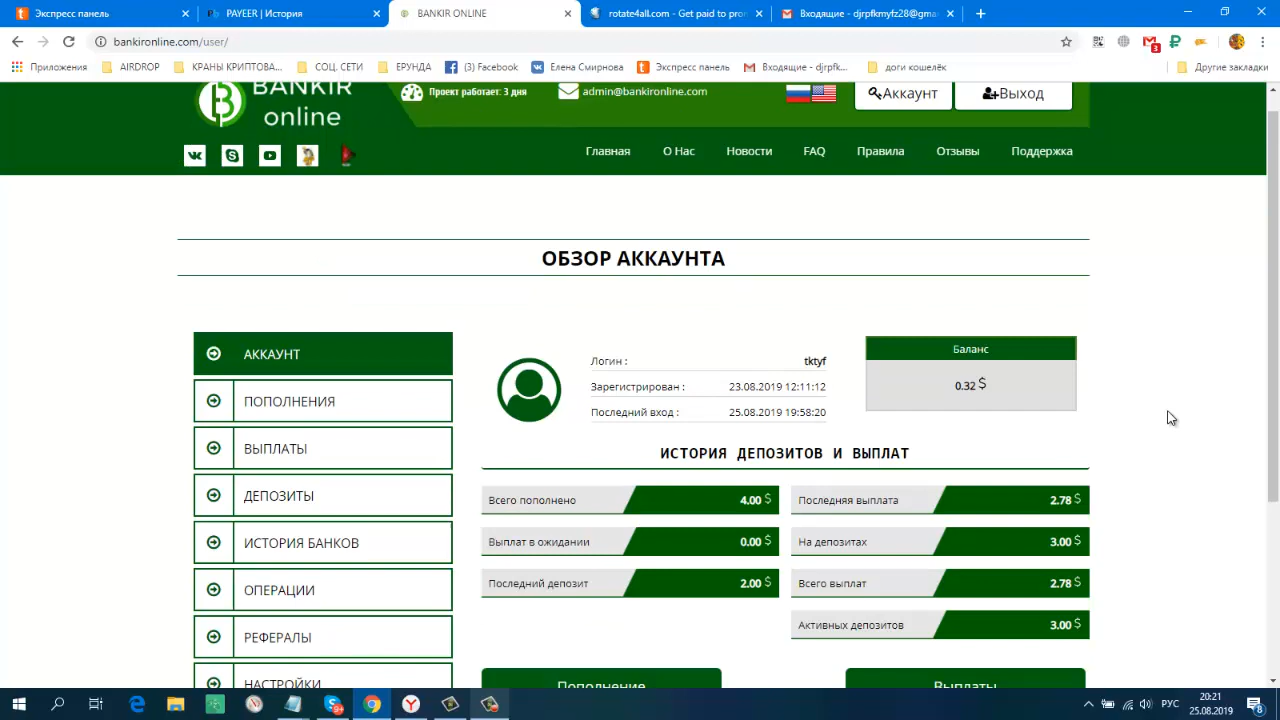 Экспресс панель
PAYEER | История
BANKIR ONLINE
rotate4all.com - Get paid to pro
Входящие - djrpfkmyfz28@gma
bankironline.com/user/
3
Приложения
AIRDROP
КРАНЫ КРИПТОВА...
СОЦ. СЕТИ
ЕРУНДА
(3) Facebook
Елена Смирнова
Экспресс панель
Входящие - djrpfk...
доги кошелёк
Другие закладки
BANKIR
online
Проект работает: 3 дня
admin@bankironline.com
Аккаунт
Выход
Главная
О Нас
Новости
FAQ
Правила
Отзывы
Поддержка
ОБЗОР АККАУНТА
АККАУНТ
ПОПОЛНЕНИЯ
ВЫПЛАТЫ
ДЕПОЗИТЫ
ИСТОРИЯ БАНКОВ
ОПЕРАЦИИ
РЕФЕРАЛЫ
НАСТРОЙКИ
Логин : tktyf
Зарегистрирован : 23.08.2019 12:11:12
Последний вход : 25.08.2019 19:58:20
Баланс
0.32 $
ИСТОРИЯ ДЕПОЗИТОВ И ВЫПЛАТ
Всего пополнено 4.00 $
Последняя выплата 2.78 $
Выплат в ожидании 0.00 $
На депозитах 3.00 $
Последний депозит 2.00 $
Всего выплат 2.78 $
Активных депозитов 3.00 $
Пополнение
Выплаты
РУС
20:21
25.08.2019
8